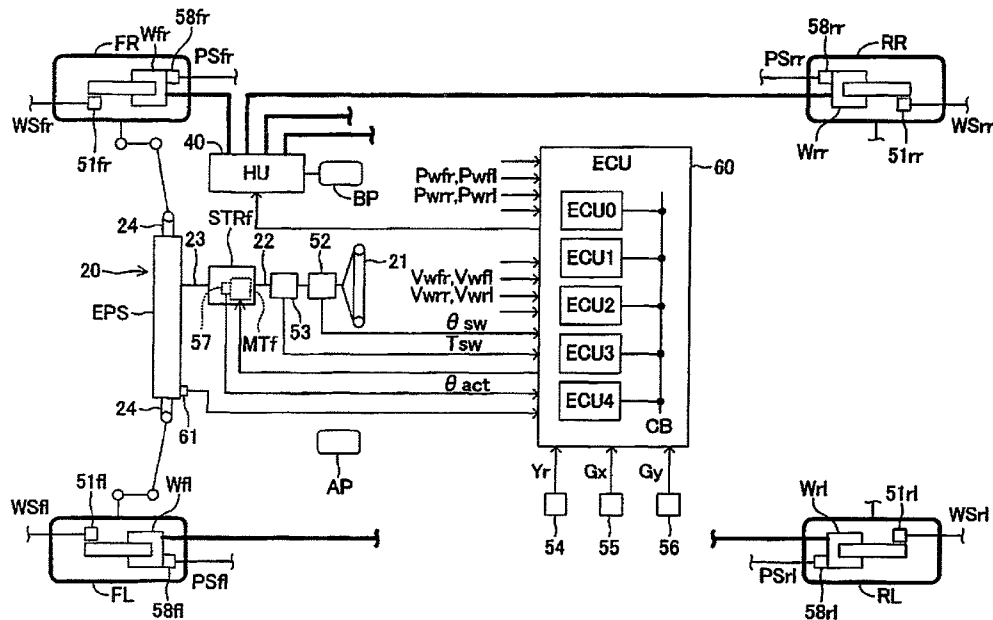 58fr
FR
Wfr
PSfr
WSfr
51fr
58rr
PSrr
RR
Wrr
WSrr
51rr
40
HU
BP
ECU
60
Pwfr,Pwfl
Pwrr,Pwrl
ECU0
ECU1
ECU2
ECU3
ECU4
CB
Vwfr,Vwfl
Vwrr,Vwrl
24
STRf
23
22
52
21
20
EPS
57
MTf
53
θsw
Tsw
θact
24
61
AP
Yr
Gx
Gy
54
55
56
51fl
Wfl
WSfl
PSfl
FL
58fl
Wrl
51rl
WSrl
PSrl
58rl
RL